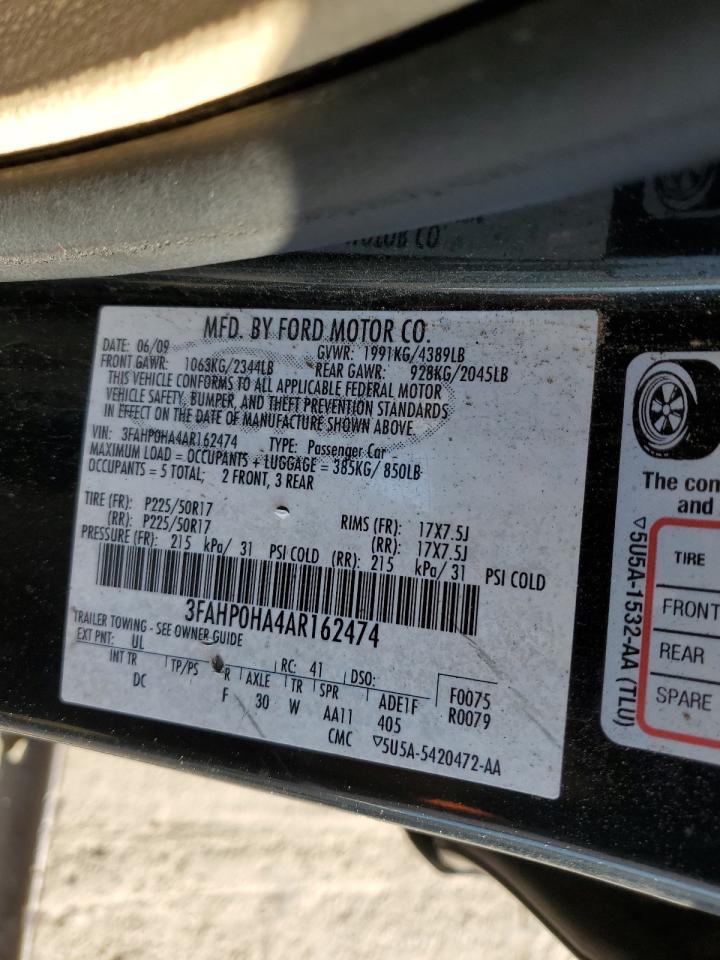 MOTOR CO
MFD. BY FORD MOTOR CO.
DATE: 06/09 GVWR: 1991KG/4389LB
FRONT GAWR: 1063KG/2344LB REAR GAWR: 928KG/2045LB
THIS VEHICLE CONFORMS TO ALL APPLICABLE FEDERAL MOTOR
VEHICLE SAFETY, BUMPER, AND THEFT PREVENTION STANDARDS
IN EFFECT ON THE DATE OF MANUFACTURE SHOWN ABOVE.
VIN: 3FAHP0HA4AR162474 TYPE: Passenger Car
MAXIMUM LOAD = OCCUPANTS + LUGGAGE = 385KG/850LB
OCCUPANTS = 5 TOTAL; 2 FRONT, 3 REAR
TIRE (FR): P225/50R17 RIMS (FR): 17X7.5J
(RR): P225/50R17 (RR): 17X7.5J
PRESSURE (FR): 215 kPa/ 31 PSI COLD (RR): 215 kPa/ 31 PSI COLD
3FAHP0HA4AR162474
TRAILER TOWING - SEE OWNER GUIDE
EXT PNT: UL RC: 41 DSO: F0075
INT TR TP/PS R AXLE TR SPR ADE1F R0079
DC F 30 W AA11 405
CMC ▽5U5A-5420472-AA
The com
and
TIRE
FRONT
REAR
SPARE
▽5U5A-1532-AA (TLU)